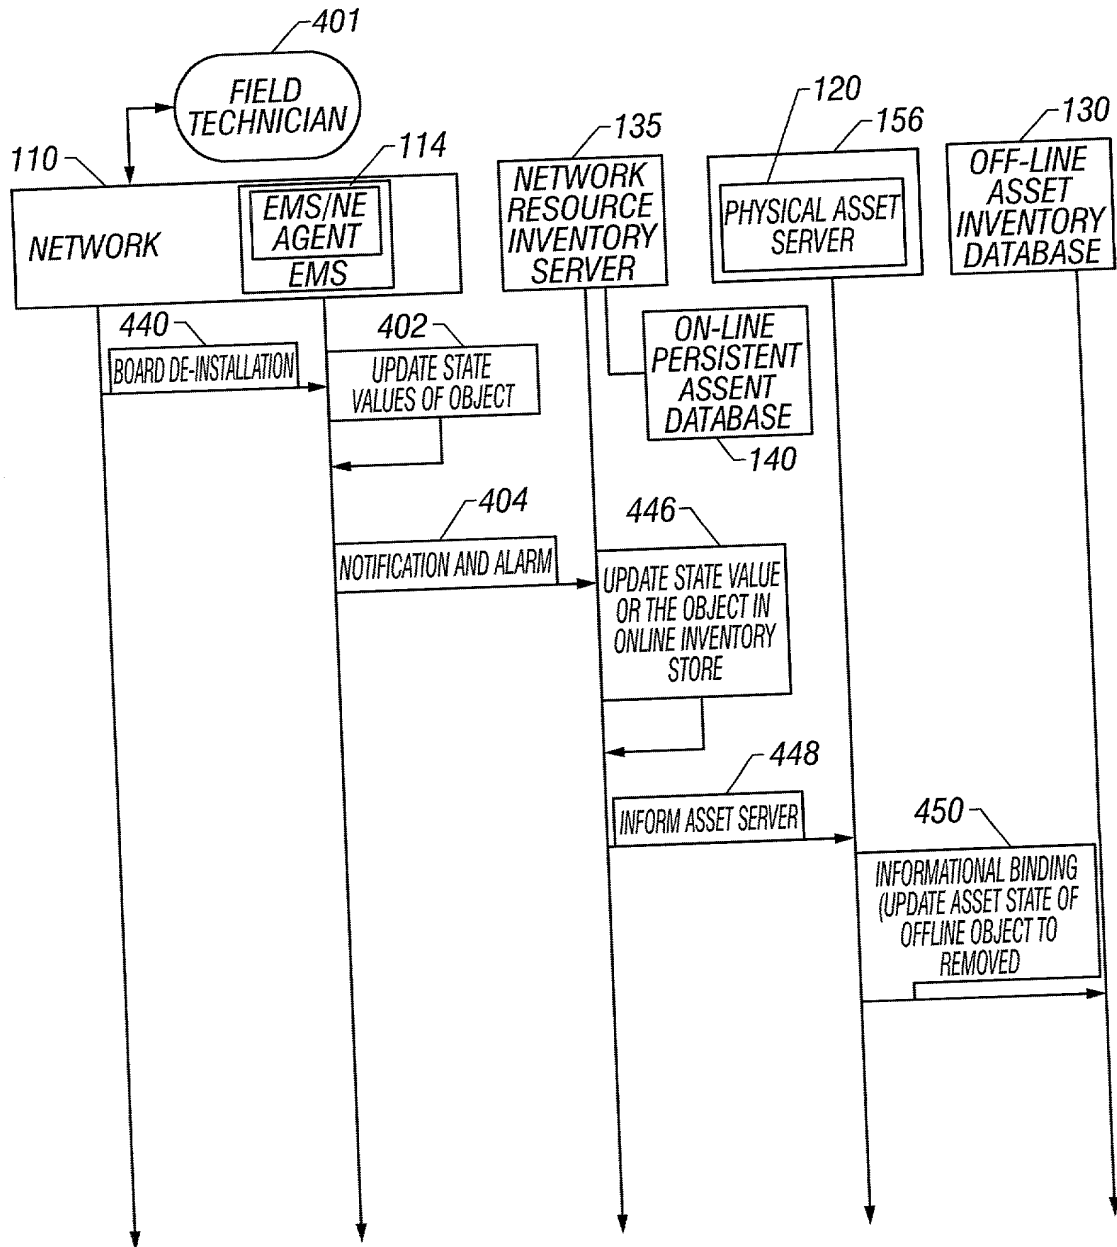 401
FIELD
TECHNICIAN
110
114
135
120
156
130
NETWORK
EMS/NE
AGENT
EMS
NETWORK
RESOURCE
INVENTORY
SERVER
PHYSICAL ASSET
SERVER
OFF-LINE
ASSET
INVENTORY
DATABASE
440
BOARD DE-INSTALLATION
402
UPDATE STATE
VALUES OF OBJECT
ON-LINE
PERSISTENT
ASSENT
DATABASE
140
404
NOTIFICATION AND ALARM
446
UPDATE STATE VALUE
OR THE OBJECT IN
ONLINE INVENTORY
STORE
448
INFORM ASSET SERVER
450
INFORMATIONAL BINDING
(UPDATE ASSET STATE OF
OFFLINE OBJECT TO
REMOVED